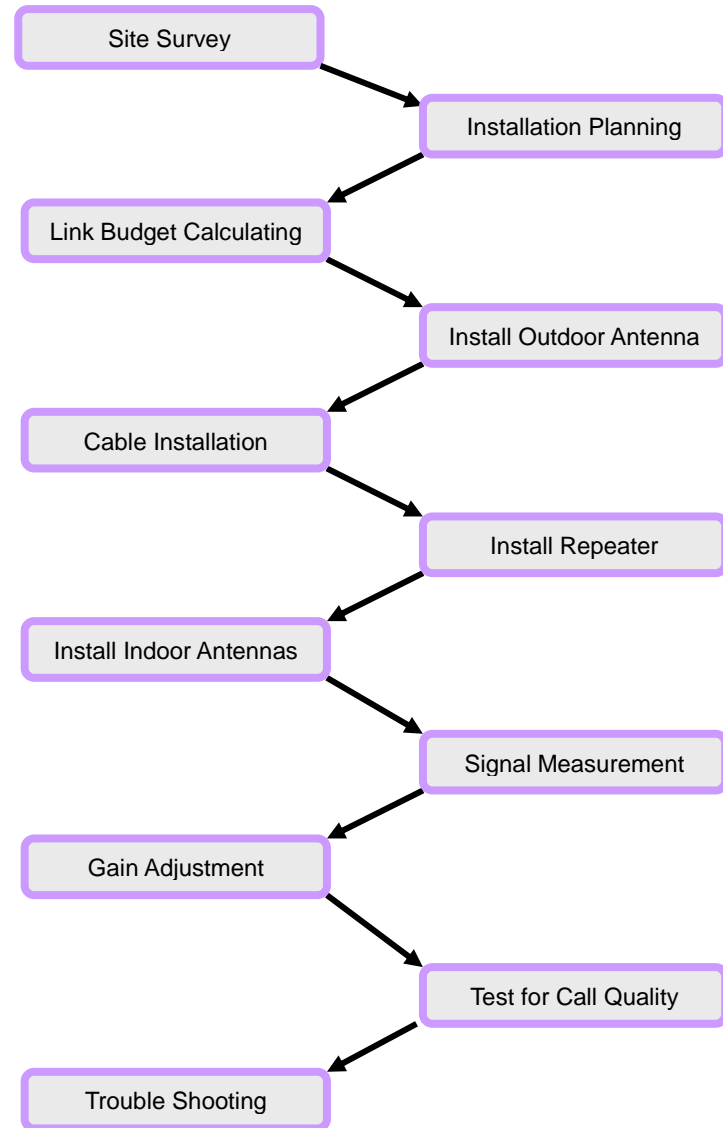 Site Survey
Installation Planning
Link Budget Calculating
Install Outdoor Antenna
Cable Installation
Install Repeater
Install Indoor Antennas
Signal Measurement
Gain Adjustment
Test for Call Quality
Trouble Shooting